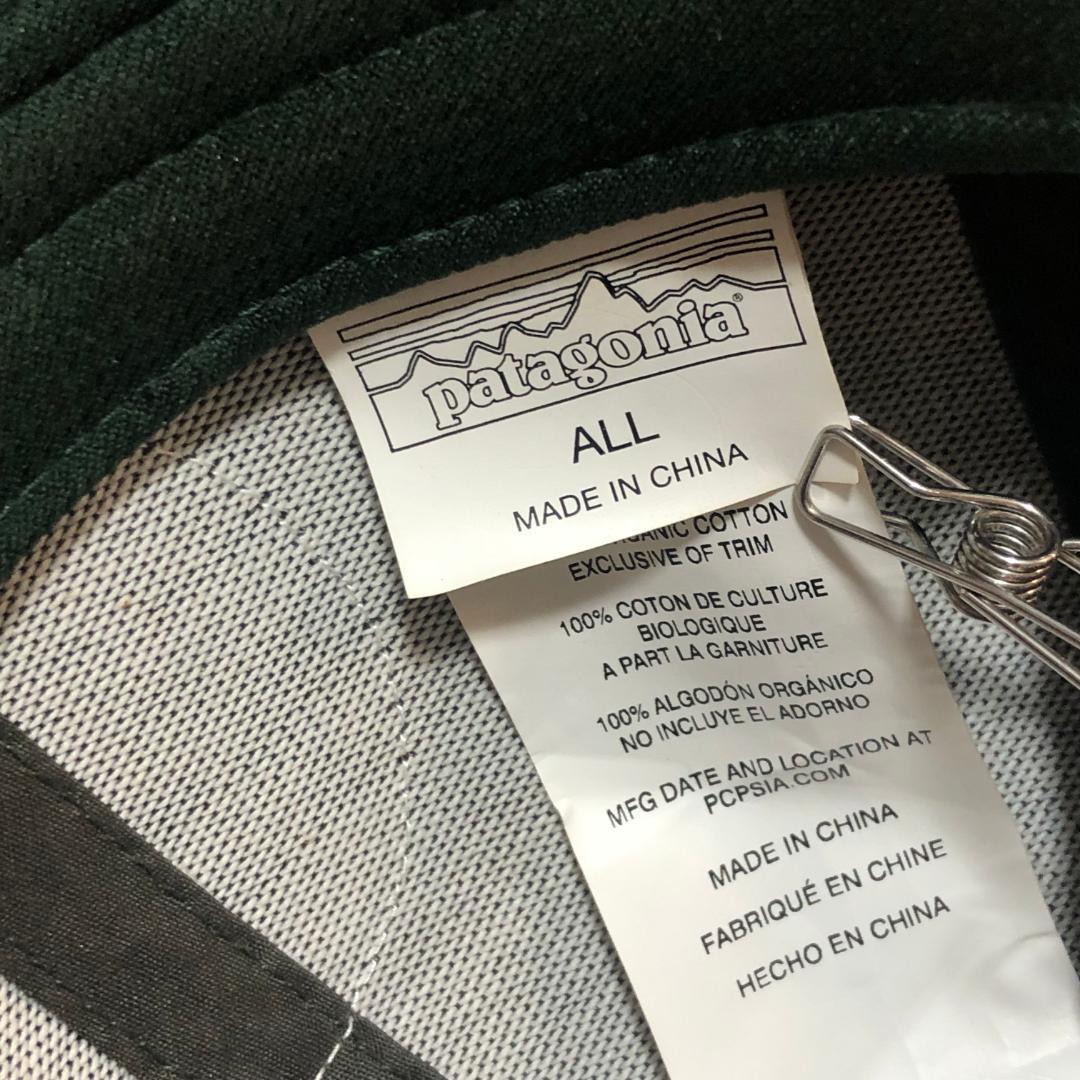 patagonia®
ALL
MADE IN CHINA
COTTON
EXCLUSIVE OF TRIM
100% COTON DE CULTURE
BIOLOGIQUE
A PART LA GARNITURE
100% ALGODÓN ORGÁNICO
NO INCLUYE EL ADORNO
MFG DATE AND LOCATION AT
PCPSIA.COM
MADE IN CHINA
FABRIQUÉ EN CHINE
HECHO EN CHINA